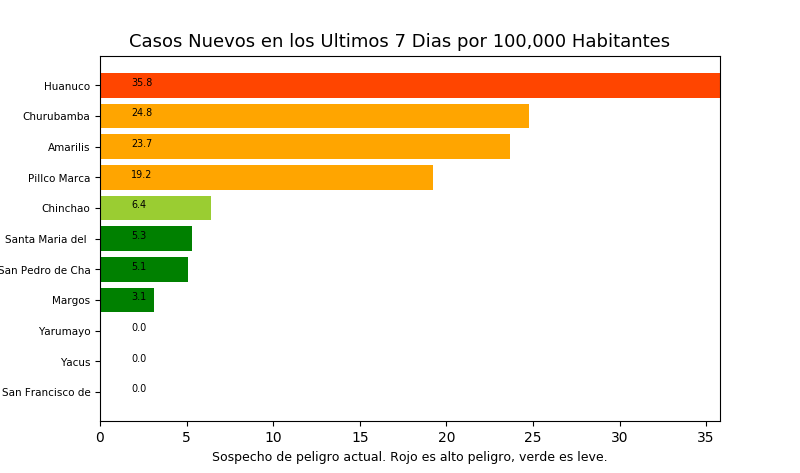 Casos Nuevos en los Ultimos 7 Dias por 100,000 Habitantes
Huanuco 35.8
Churubamba 24.8
Amarilis 23.7
Pillco Marca 19.2
Chinchao 6.4
Santa Maria del 5.3
San Pedro de Cha 5.1
Margos 3.1
Yarumayo 0.0
Yacus 0.0
San Francisco de 0.0
0 5 10 15 20 25 30 35
Sospecho de peligro actual. Rojo es alto peligro, verde es leve.